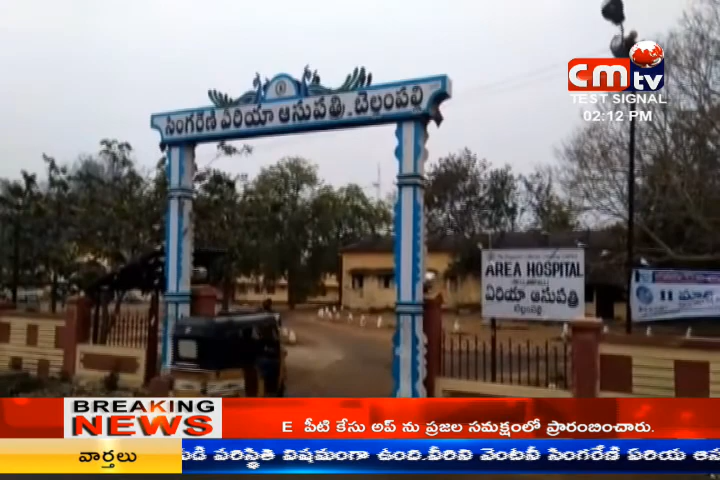 cm tv
TEST SIGNAL
02:12 PM
సింగరేణి ఏరియా ఆసుపత్రి, బెల్లంపల్లి
AREA HOSPITAL
ఏరియా ఆసుపత్రి
బెల్లంపల్లి
BREAKING
NEWS
E పేటి కేసు అప్ ను ప్రజల సమక్షంలో ప్రారంభించారు.
వార్తలు
పరిస్థితి విషమంగా ఉంది.వీరిని వెంటనే సింగరేణి ఏరియ